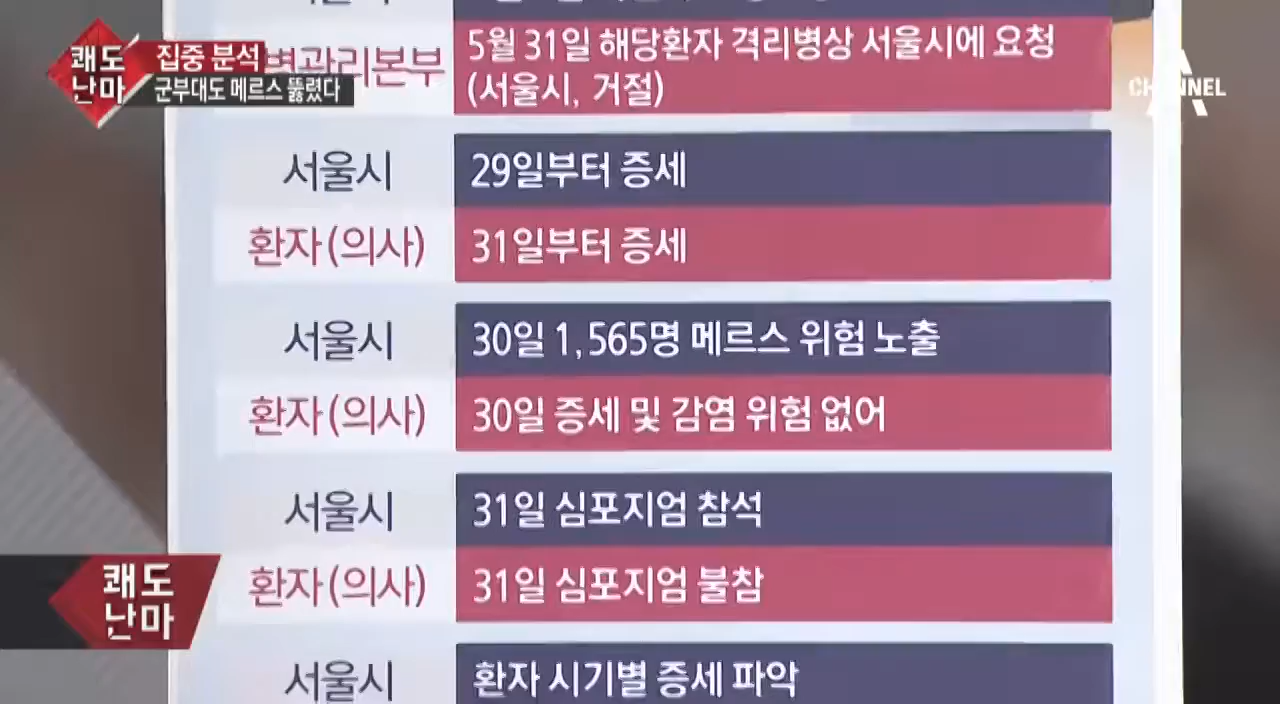 쾌도
난마
집중 분석
군부대도 메르스 뚫렸다
CHANNEL A
병관리본부
5월 31일 해당환자 격리병상 서울시에 요청
(서울시, 거절)
서울시
29일부터 증세
환자(의사)
31일부터 증세
서울시
30일 1,565명 메르스 위험 노출
환자(의사)
30일 증세 및 감염 위험 없어
서울시
31일 심포지엄 참석
환자(의사)
31일 심포지엄 불참
쾌도
난마
서울시
환자 시기별 증세 파악